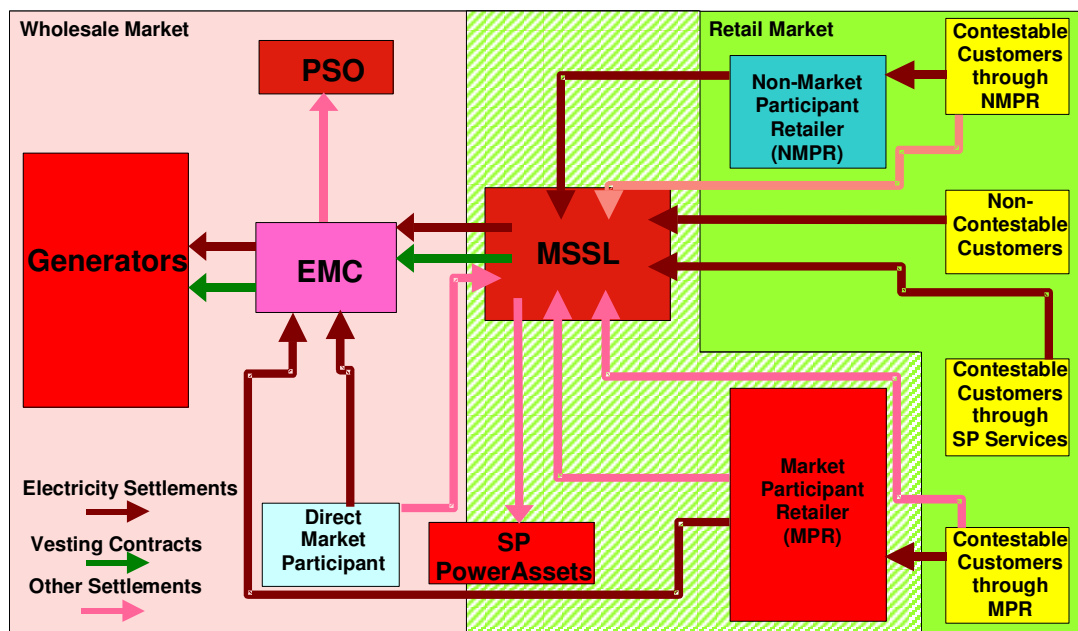 Wholesale Market
Retail Market
PSO
Non-Market
Participant
Retailer
(NMPR)
Contestable
Customers
through
NMPR
Generators
EMC
MSSL
Non-
Contestable
Customers
Contestable
Customers
through
SP Services
Electricity Settlements
Vesting Contracts
Other Settlements
Direct
Market
Participant
SP
PowerAssets
Market
Participant
Retailer
(MPR)
Contestable
Customers
through
MPR